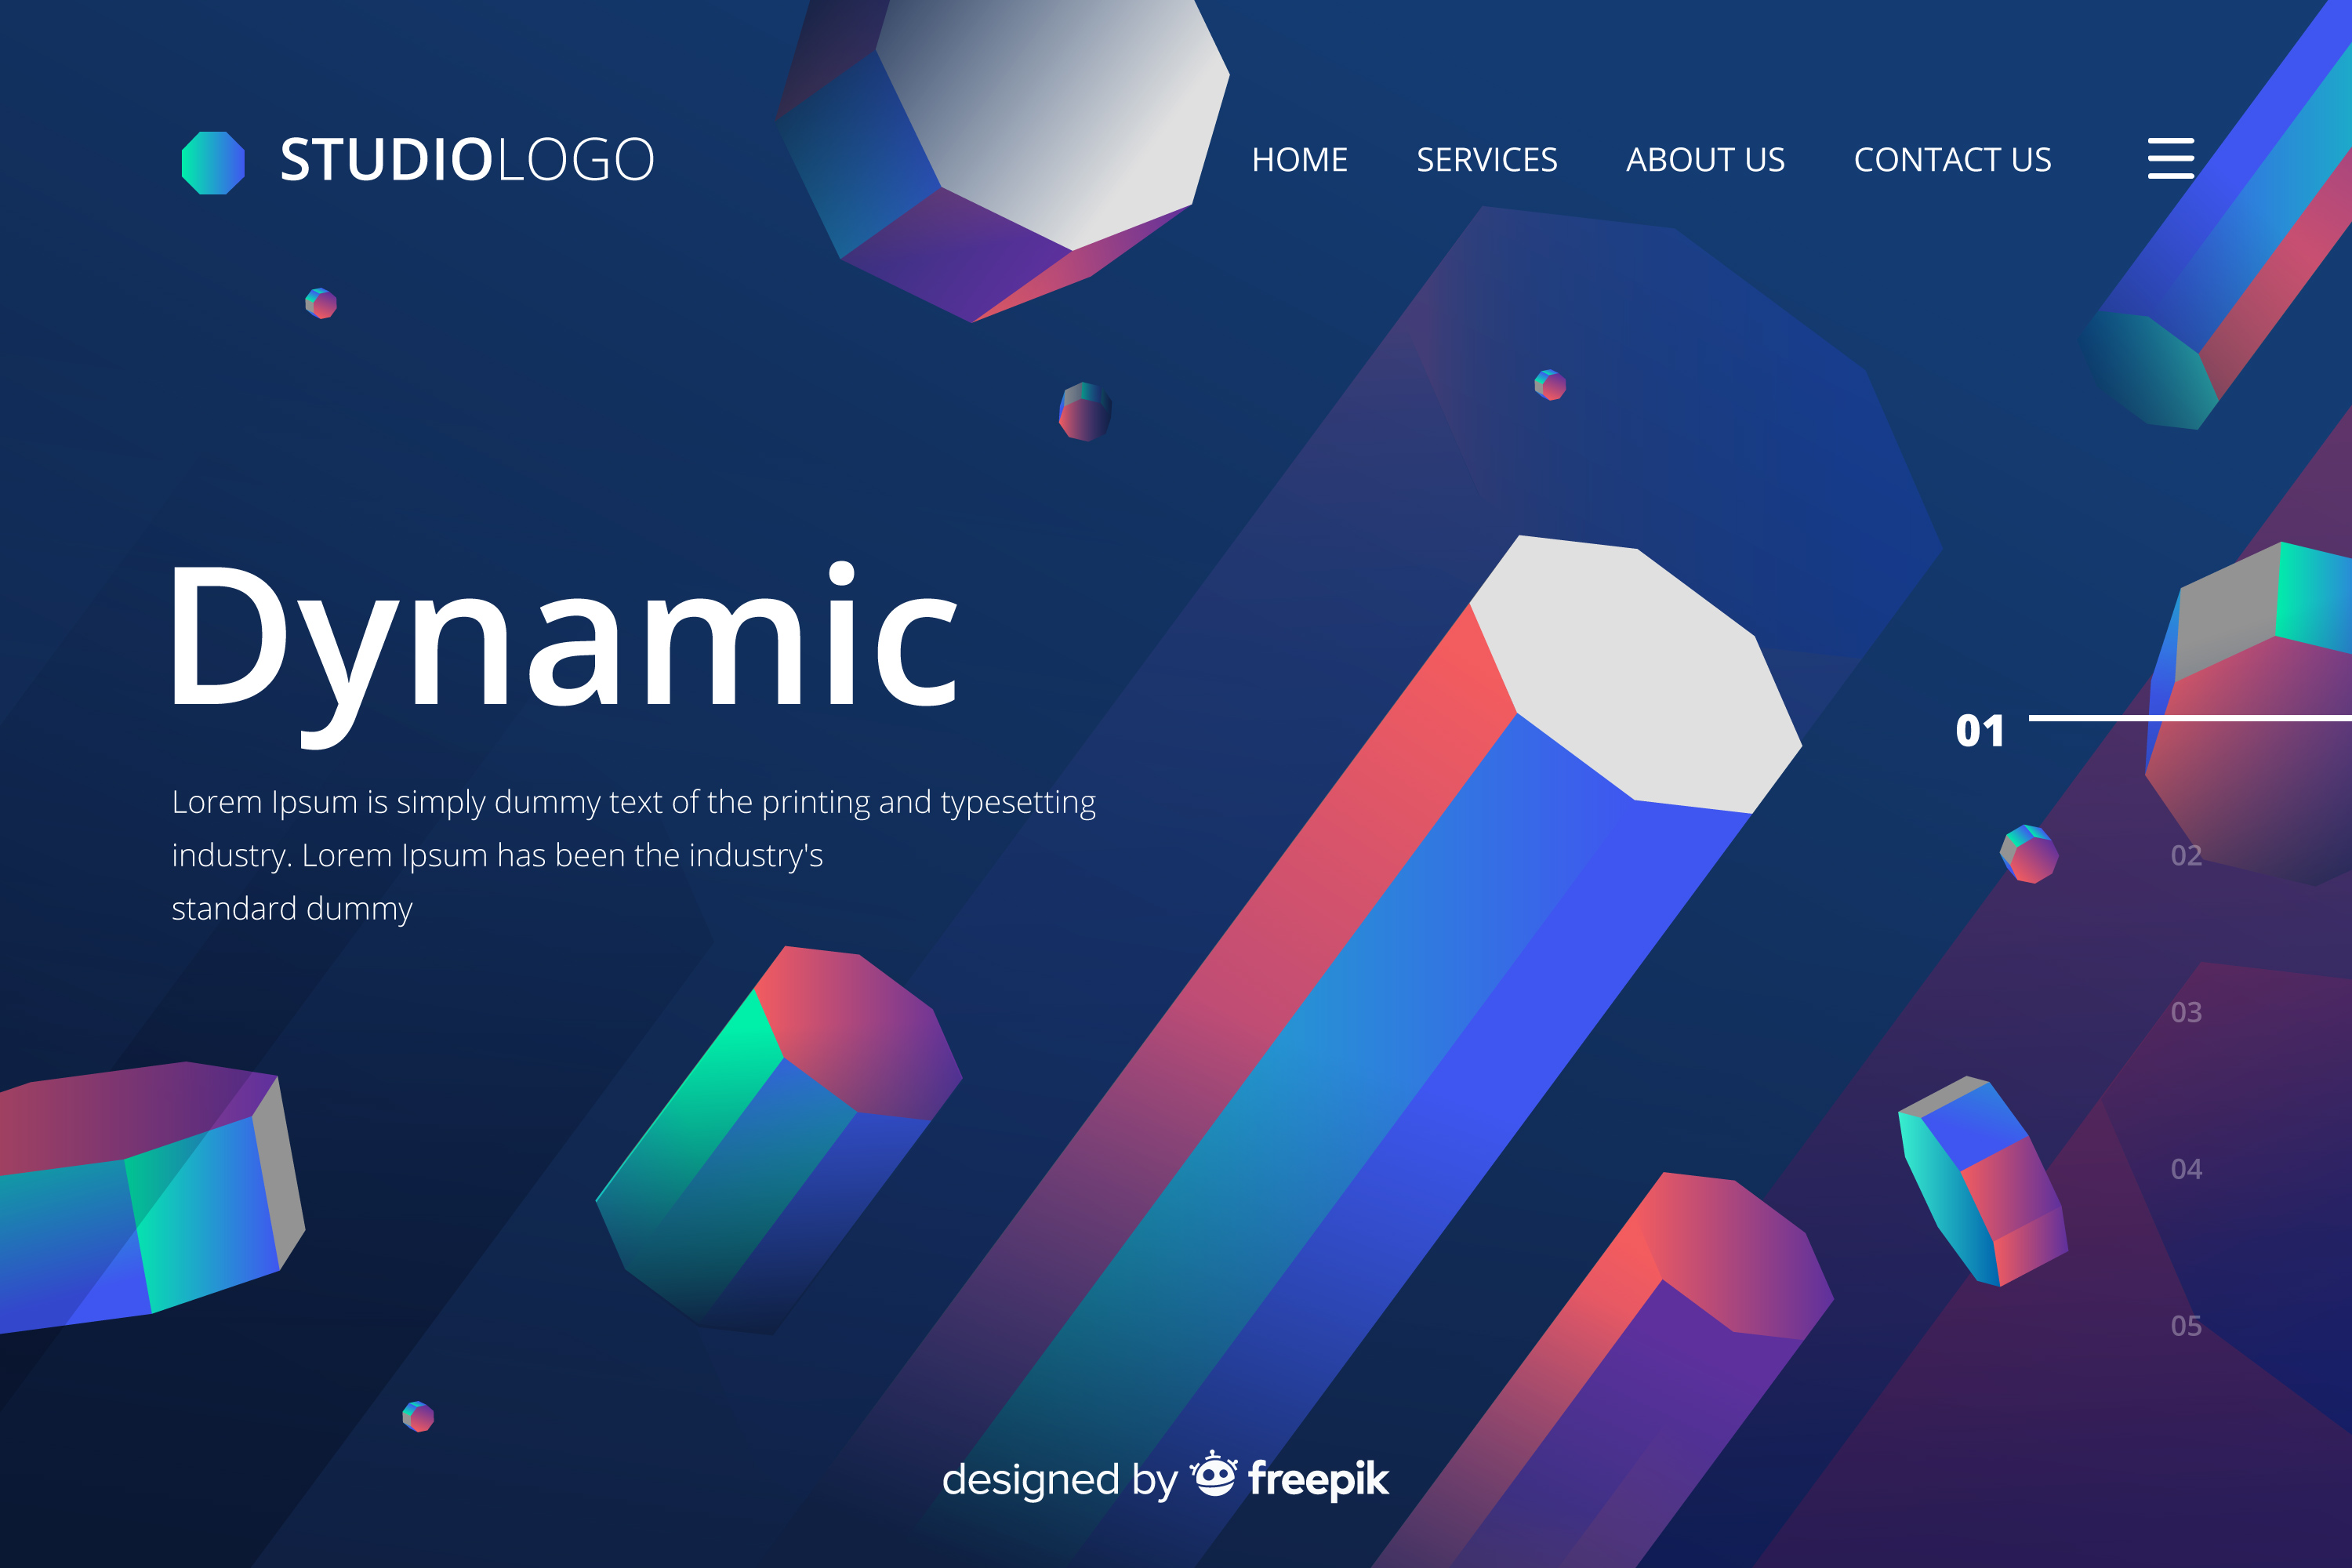 STUDIOLOGO
HOME SERVICES ABOUT US CONTACT US
Dynamic
Lorem Ipsum is simply dummy text of the printing and typesetting
industry. Lorem Ipsum has been the industry's
standard dummy
01
02
03
04
05
designed by freepik